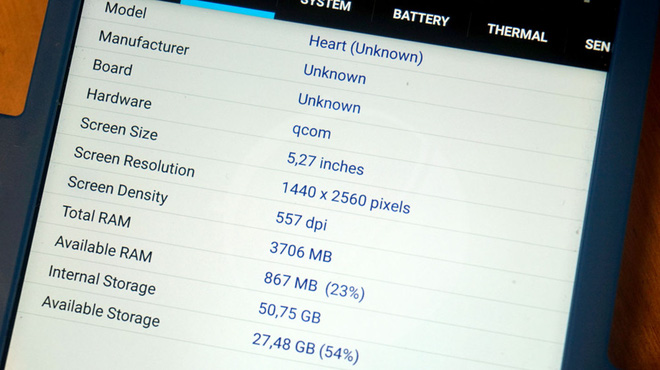 SYSTEM BATTERY THERMAL SEN
Model Heart (Unknown)
Manufacturer Unknown
Board Unknown
Hardware qcom
Screen Size 5,27 inches
Screen Resolution 1440 x 2560 pixels
Screen Density 557 dpi
Total RAM 3706 MB
Available RAM 867 MB (23%)
Internal Storage 50,75 GB
Available Storage 27,48 GB (54%)